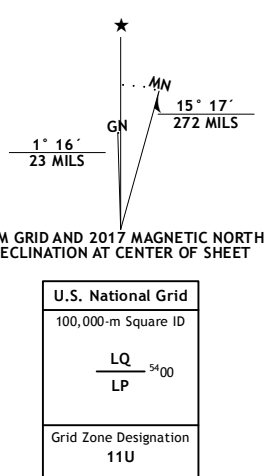 ★
MN
GN
15° 17´
272 MILS
1° 16´
23 MILS
M GRID AND 2017 MAGNETIC NORTH
ECLINATION AT CENTER OF SHEET
U.S. National Grid
100,000-m Square ID
LQ
5400
LP
Grid Zone Designation
11U